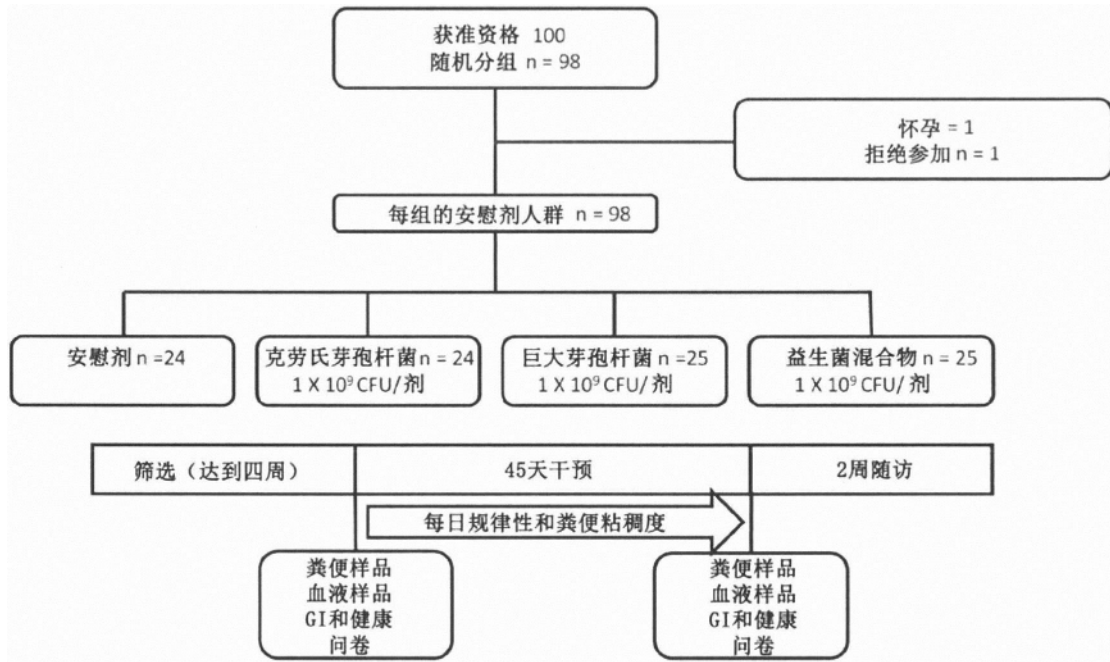 获准资格 100
随机分组 n = 98
怀孕 = 1
拒绝参加 n = 1
每组的安慰剂人群 n = 98
安慰剂 n =24
克劳氏芽孢杆菌 n = 24
1 X 10⁹ CFU/ 剂
巨大芽孢杆菌 n =25
1 X 10⁹ CFU/ 剂
益生菌混合物 n = 25
1 X 10⁹ CFU/ 剂
筛选（达到四周）
45天干预
2周随访
每日规律性和粪便粘稠度
粪便样品
血液样品
GI和健康
问卷
粪便样品
血液样品
GI和健康
问卷